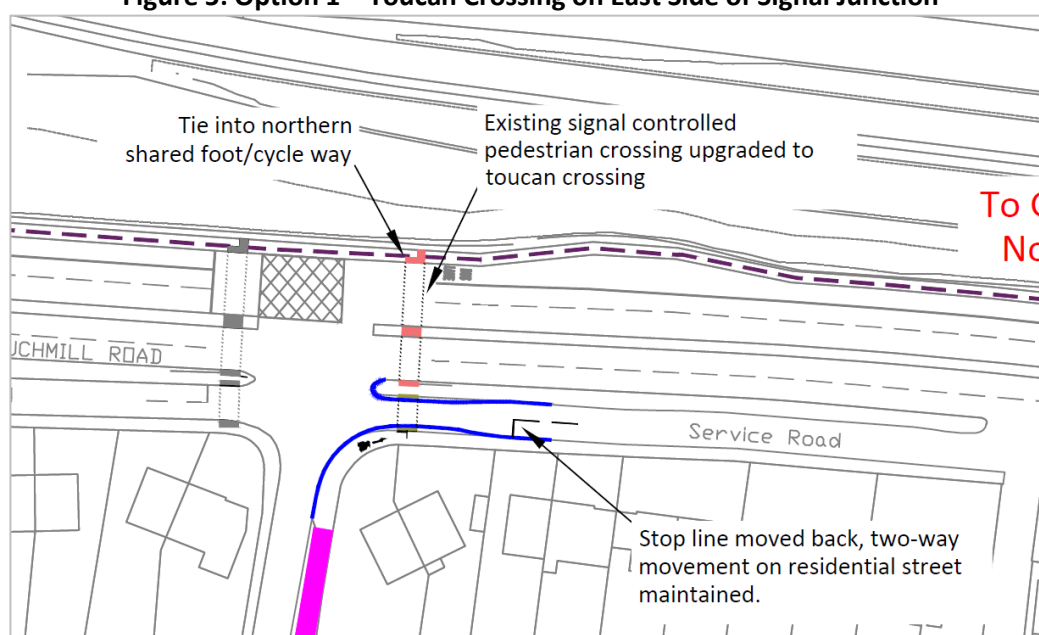 Figure 5: Option 1 – Toucan Crossing on East Side of Signal Junction
Tie into northern
shared foot/cycle way
Existing signal controlled
pedestrian crossing upgraded to
toucan crossing
To
No
UCHMILL ROAD
Service Road
Stop line moved back, two-way
movement on residential street
maintained.